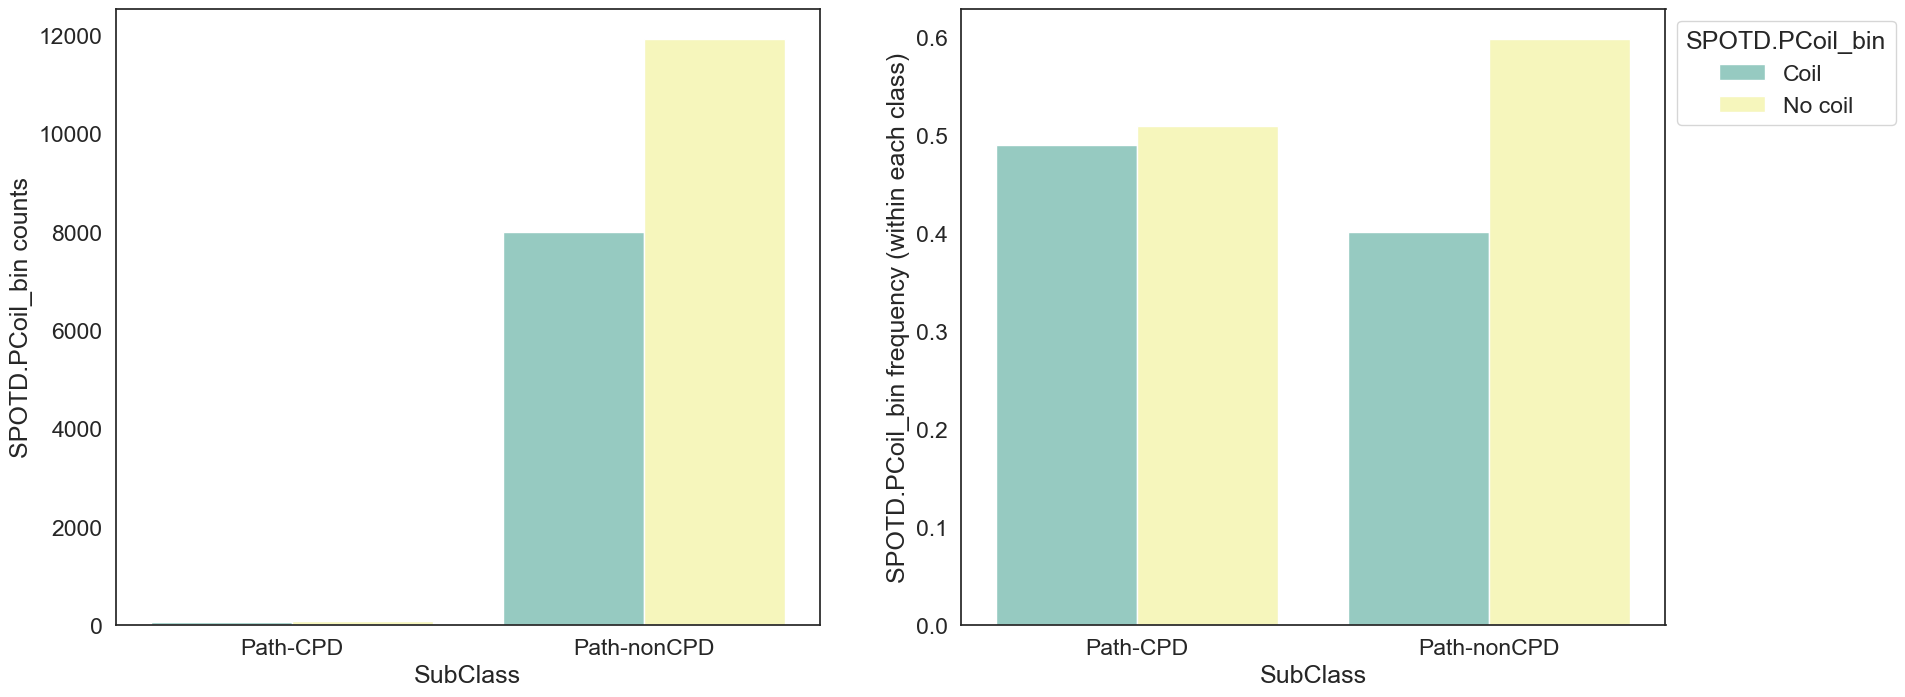 SPOTD.PCoil_bin counts
12000
10000
8000
6000
4000
2000
0
Path-CPD
Path-nonCPD
SubClass
SPOTD.PCoil_bin frequency (within each class)
0.6
0.5
0.4
0.3
0.2
0.1
0.0
Path-CPD
Path-nonCPD
SubClass
SPOTD.PCoil_bin
Coil
No coil